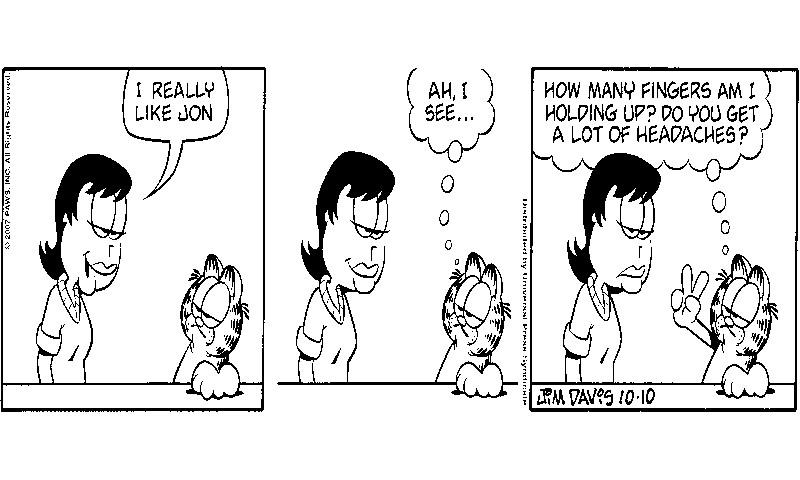 I REALLY
LIKE JON
© 2007 PAWS, INC. All Rights Reserved.
AH, I
SEE...
HOW MANY FINGERS AM I
HOLDING UP? DO YOU GET
A LOT OF HEADACHES?
Distributed by Universal Press Syndicate
JIM DAVIS 10·10